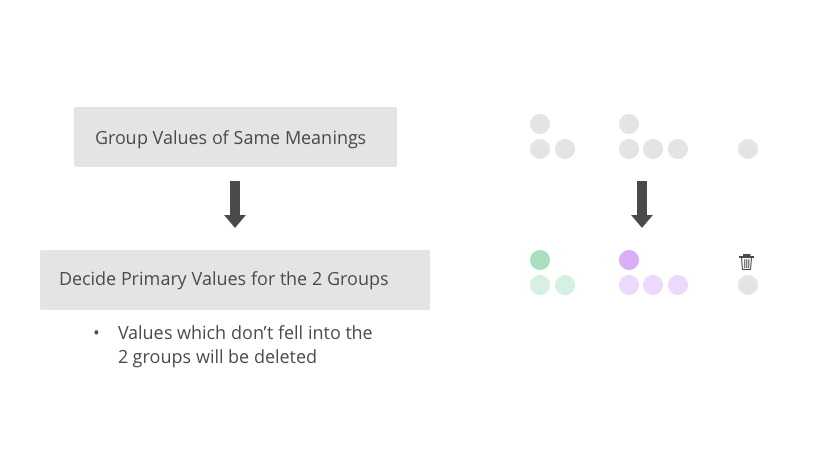 Group Values of Same Meanings
Decide Primary Values for the 2 Groups
• Values which don’t fell into the
2 groups will be deleted